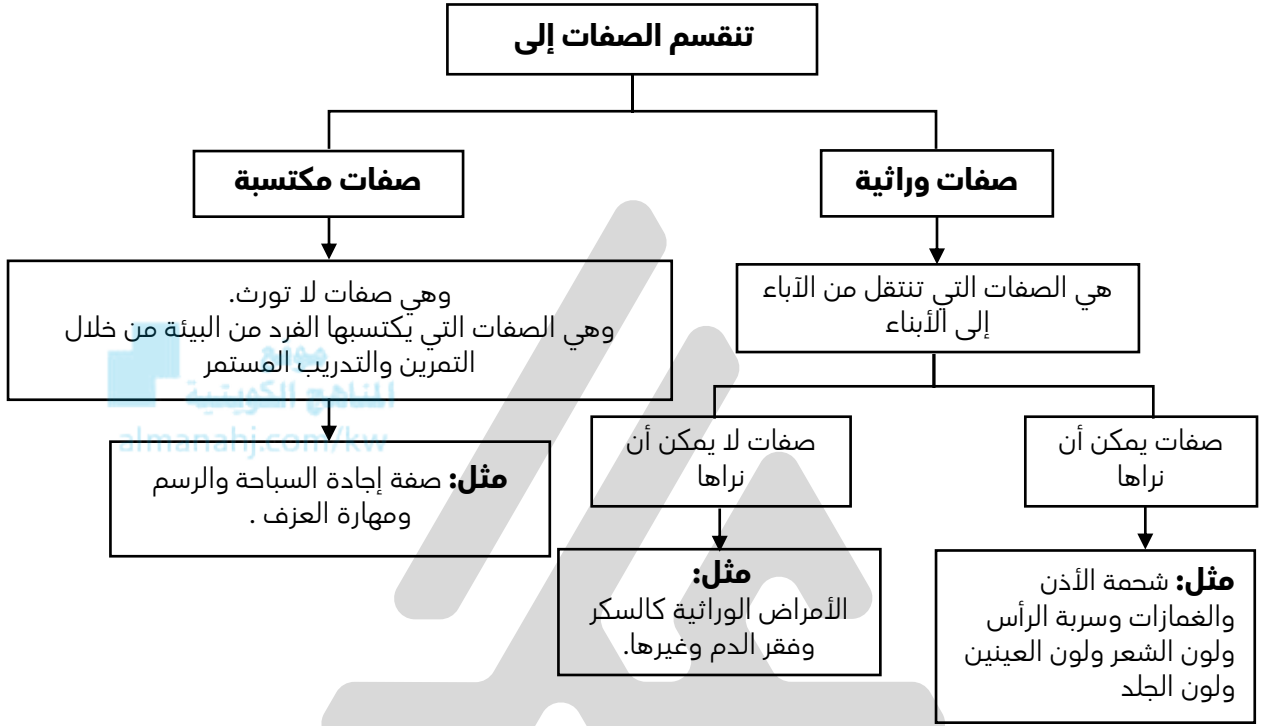 تنقسم الصفات إلى
صفات وراثية
صفات مكتسبة
هي الصفات التي تنتقل من الآباء
إلى الأبناء
وهي صفات لا تورث.
وهي الصفات التي يكتسبها الفرد من البيئة من خلال
التمرين والتدريب المستمر
موقع
المناهج الكويتية
almanahj.com/kw
صفات يمكن أن
نراها
صفات لا يمكن أن
نراها
مثل: صفة إجادة السباحة والرسم
ومهارة العزف .
مثل: شحمة الأذن
والغمازات وسربة الرأس
ولون الشعر ولون العينين
ولون الجلد
مثل:
الأمراض الوراثية كالسكر
وفقر الدم وغيرها.